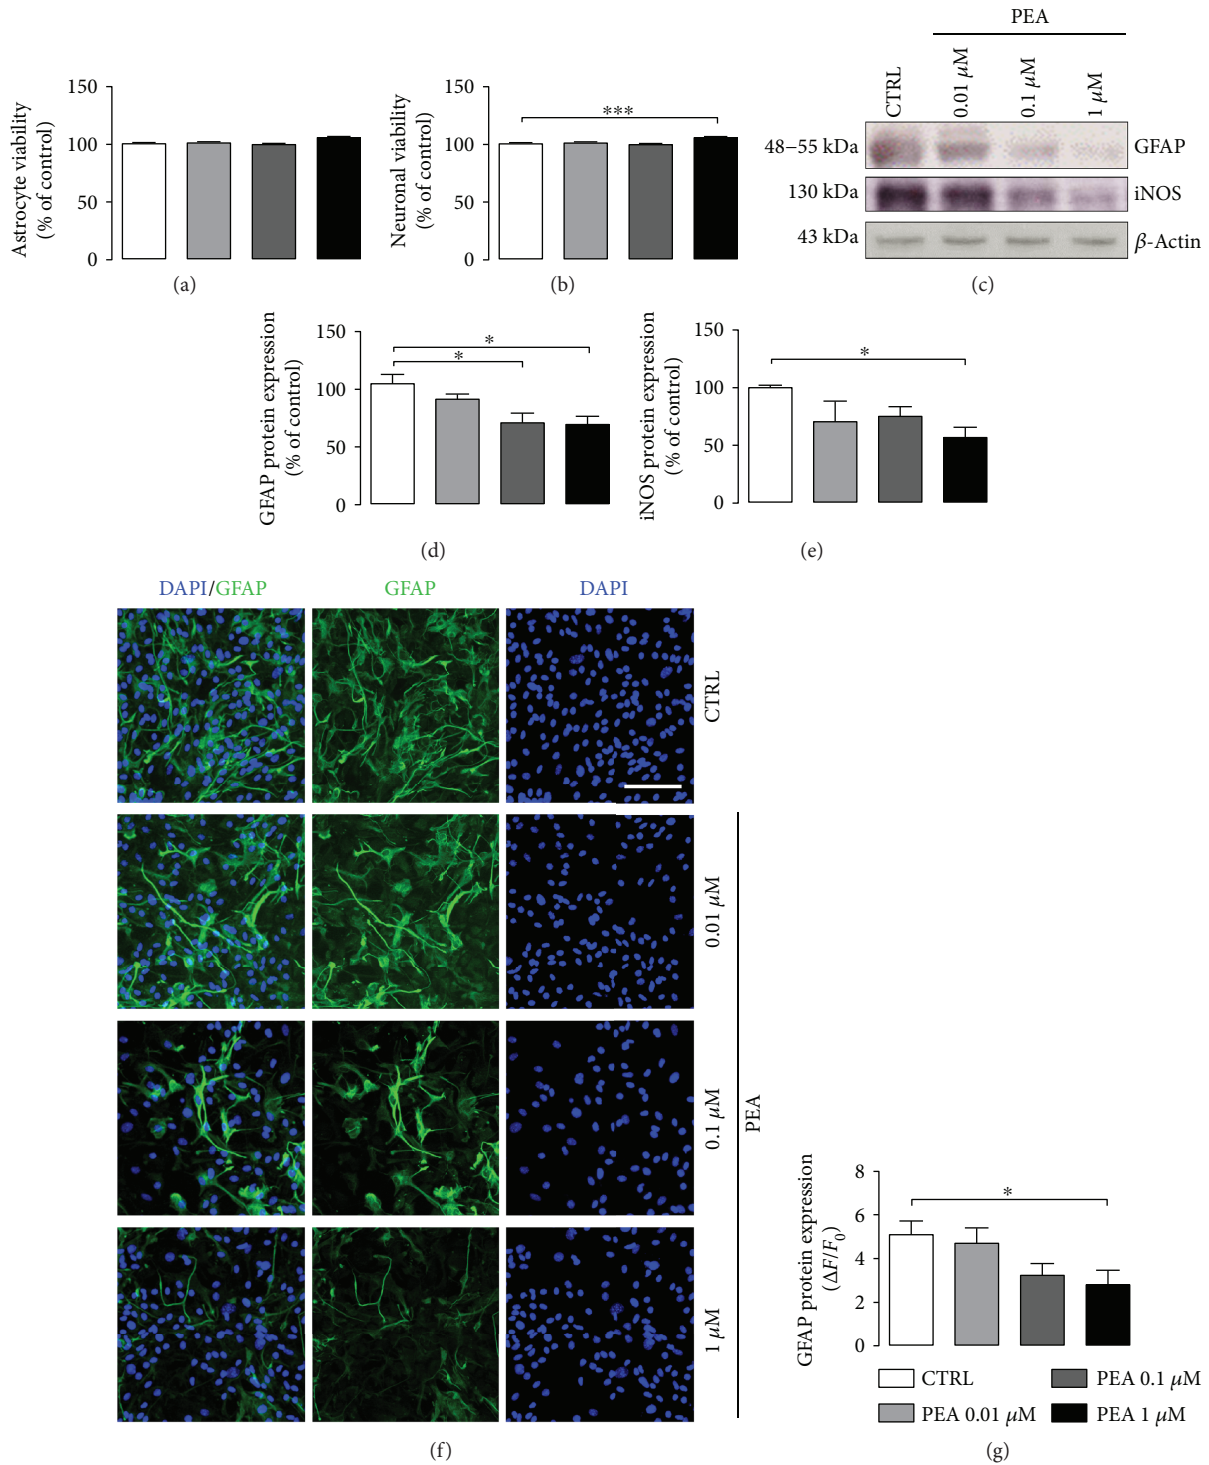 150
100
50
0
Astrocyte viability
(% of control)
(a)
150
100
50
0
Neuronal viability
(% of control)
***
(b)
PEA
CTRL
0.01 μM
0.1 μM
1 μM
48–55 kDa
GFAP
130 kDa
iNOS
43 kDa
β-Actin
(c)
150
100
50
0
GFAP protein expression
(% of control)
*
*
(d)
150
100
50
0
iNOS protein expression
(% of control)
*
(e)
DAPI/GFAP
GFAP
DAPI
CTRL
0.01 μM
0.1 μM
1 μM
PEA
(f)
8
6
4
2
0
GFAP protein expression
(ΔF/F0)
*
CTRL
PEA 0.1 μM
PEA 0.01 μM
PEA 1 μM
(g)